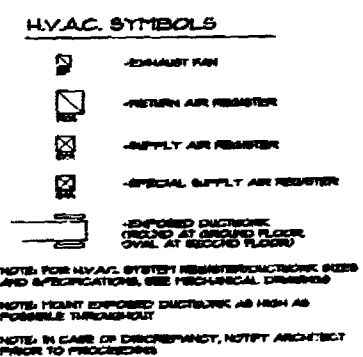 H.V.A.C. SYMBOLS
-EXHAUST FAN
-RETURN AIR REGISTER
-SUPPLY AIR REGISTER
-SPECIAL SUPPLY AIR REGISTER
-EXPOSED DUCTWORK
(ROUND AT GROUND FLOOR,
OVAL AT SECOND FLOOR)
NOTE: FOR H.V.A.C. SYSTEM REGISTER/DUCTWORK SIZES
AND SPECIFICATIONS, SEE MECHANICAL DRAWINGS
NOTE: MOUNT EXPOSED DUCTWORK AS HIGH AS
POSSIBLE THROUGHOUT
NOTE: IN CASE OF DISCREPANCY, NOTIFY ARCHITECT
PRIOR TO PROCEEDING